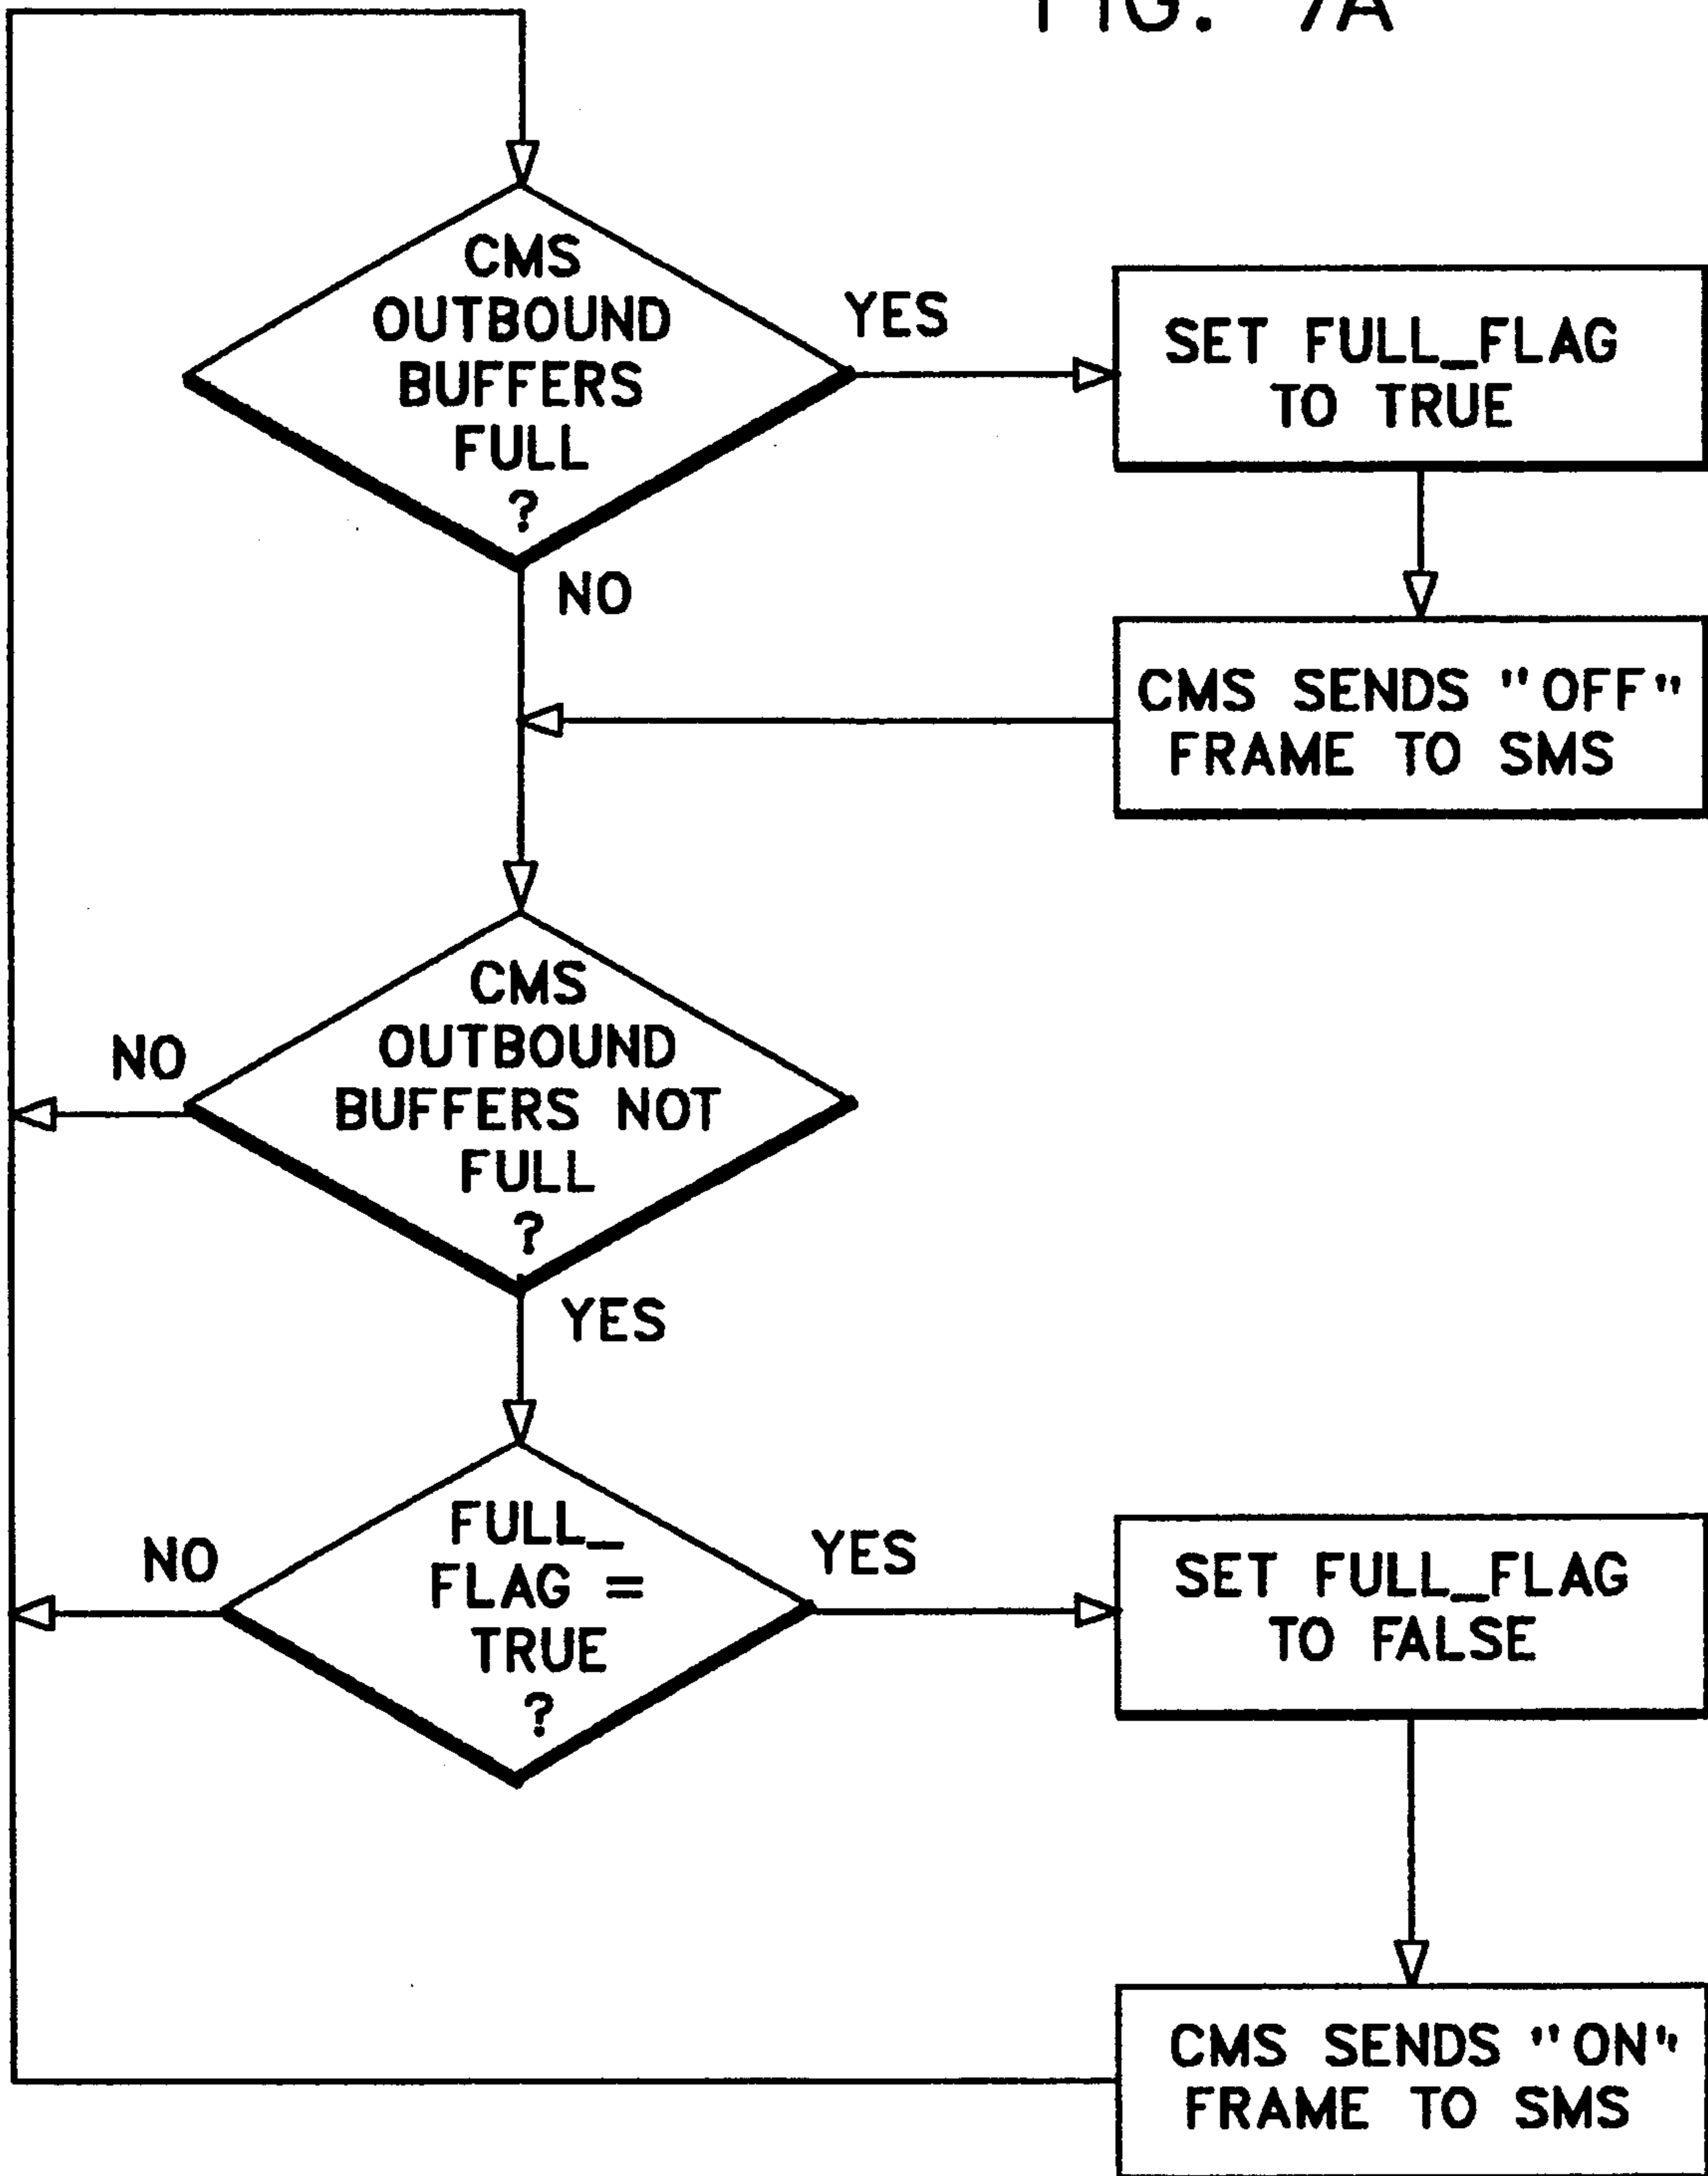 FIG. 7A
CMS
OUTBOUND
BUFFERS
FULL
?
YES
SET FULL_FLAG
TO TRUE
NO
CMS SENDS "OFF"
FRAME TO SMS
CMS
OUTBOUND
BUFFERS NOT
FULL
?
NO
YES
FULL_
FLAG =
TRUE
?
NO
YES
SET FULL_FLAG
TO FALSE
CMS SENDS "ON"
FRAME TO SMS